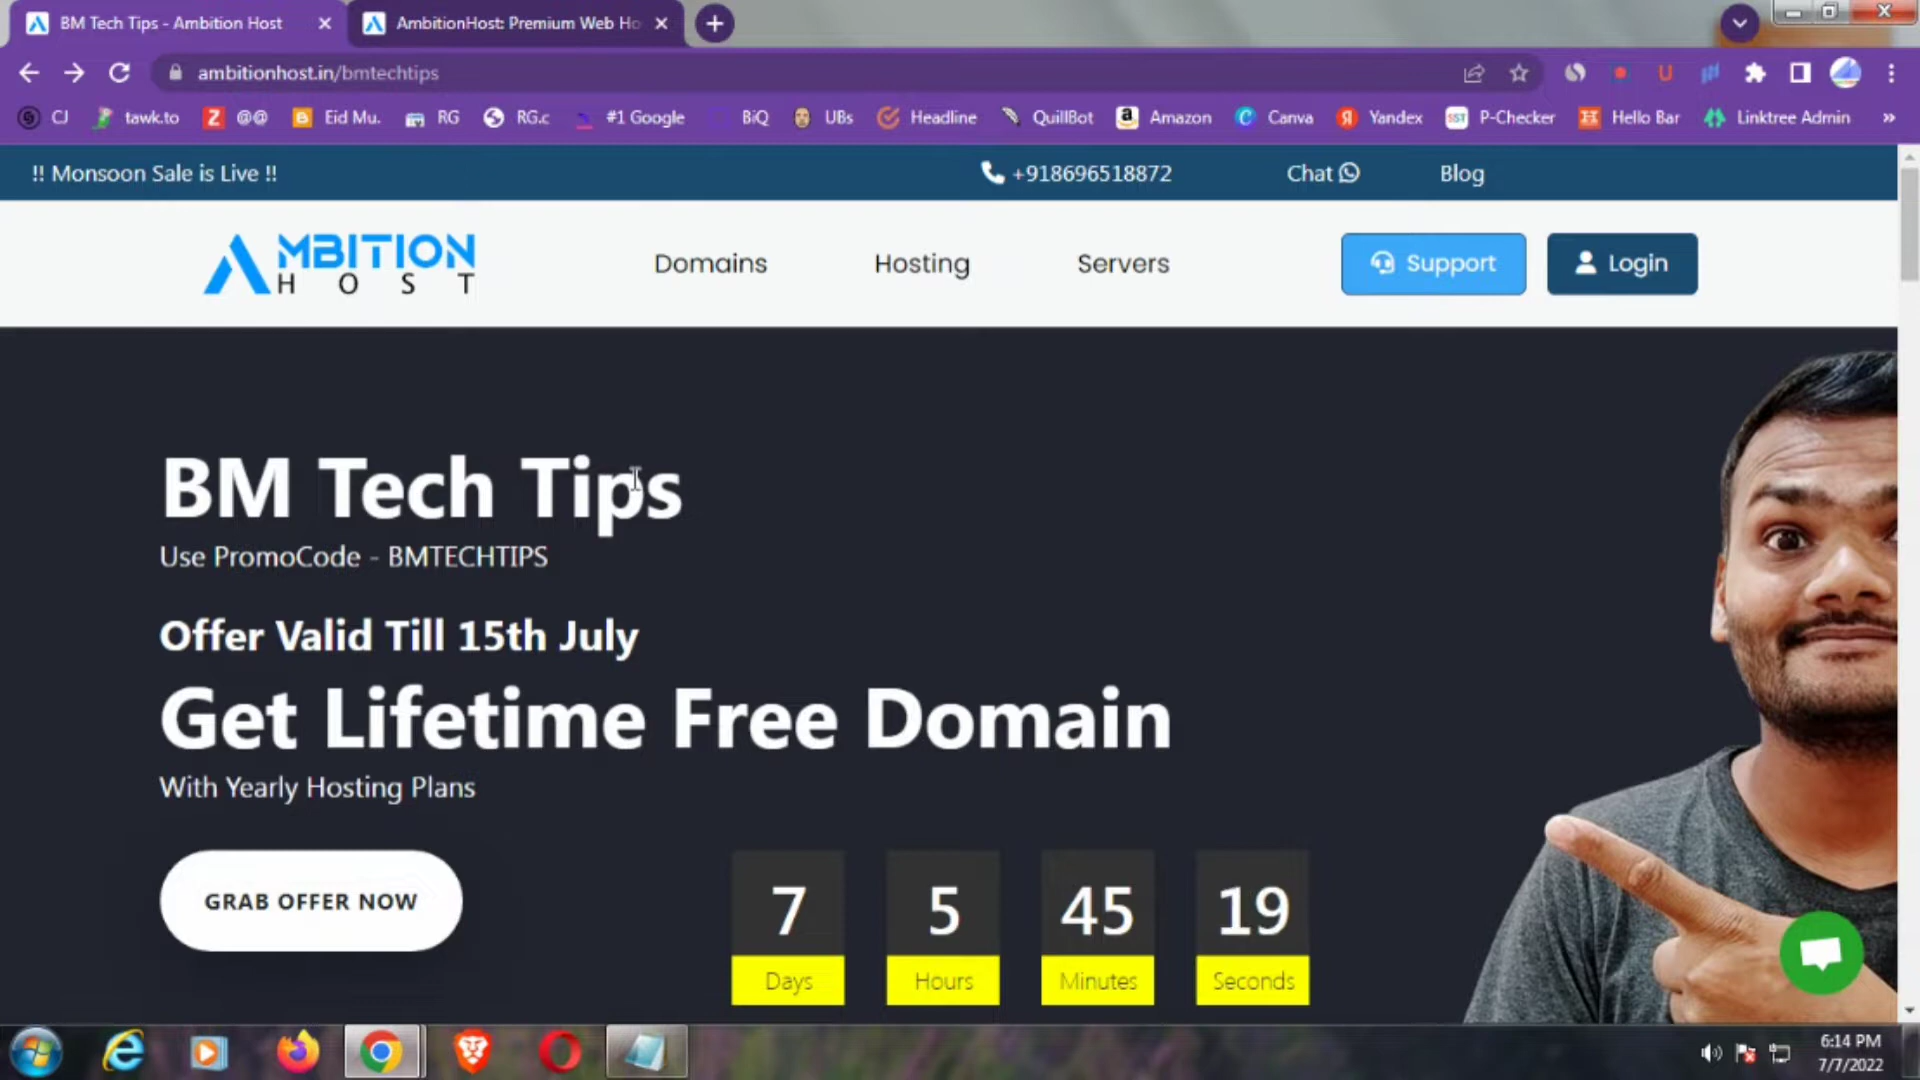 BM Tech Tips - Ambition Host
AmbitionHost: Premium Web Ho
ambitionhost.in/bmtechtips
CJ
tawk.to
@@
Eid Mu.
RG
RG.c
#1 Google
BiQ
UBs
Headline
QuillBot
Amazon
Canva
Yandex
P-Checker
Hello Bar
Linktree Admin
»
!! Monsoon Sale is Live !!
+918696518872
Chat
Blog
AMBITION
HOST
Domains
Hosting
Servers
Support
Login
BM Tech Tips
Use PromoCode - BMTECHTIPS
Offer Valid Till 15th July
Get Lifetime Free Domain
With Yearly Hosting Plans
GRAB OFFER NOW
7 5 45 19
Days Hours Minutes Seconds
6:14 PM
7/7/2022